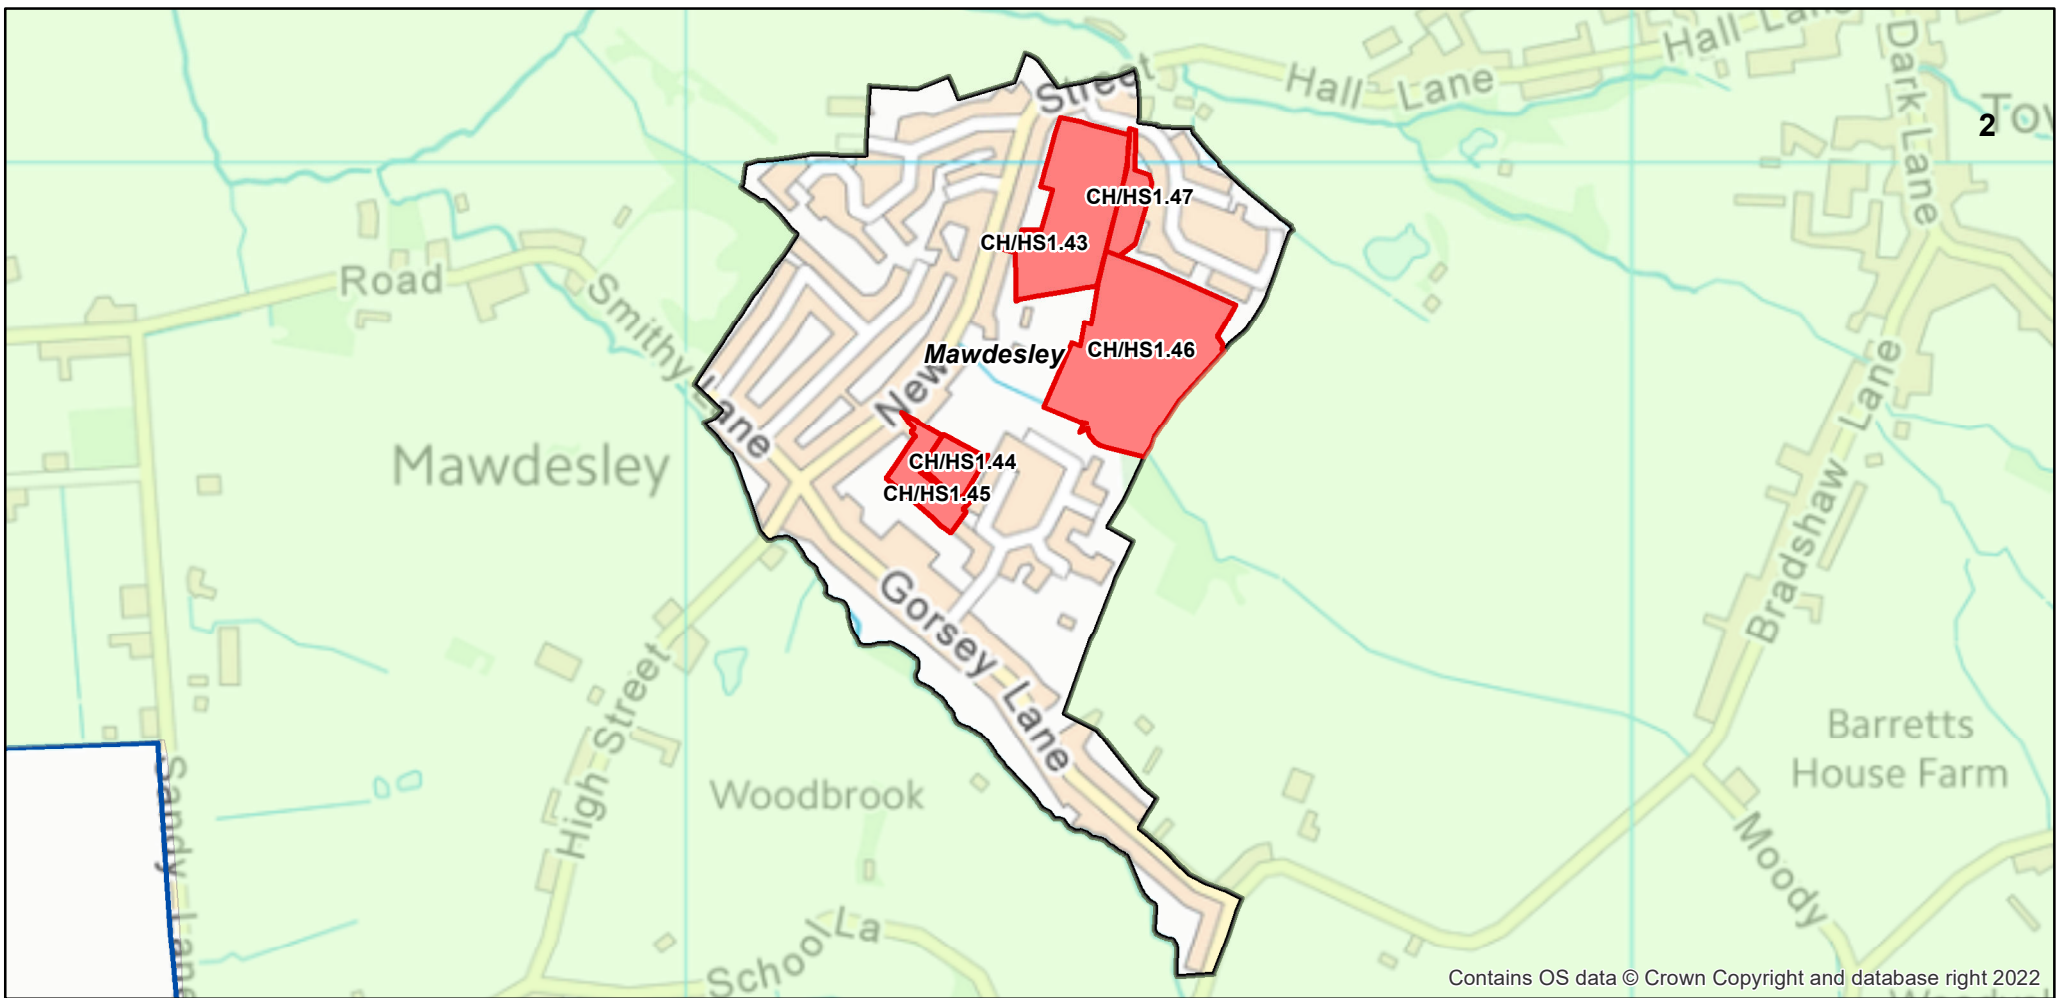 Street
Hall Lane
Hall Lane
Dark Lane
2
CH/HS1.47
CH/HS1.43
Road
Smithy Lane
Mawdesley
CH/HS1.46
New
Mawdesley
CH/HS1.44
CH/HS1.45
Bradshaw Lane
Gorsey Lane
High Street
Barretts
House Farm
Woodbrook
Sandy Lane
Moody
School La
Contains OS data © Crown Copyright and database right 2022